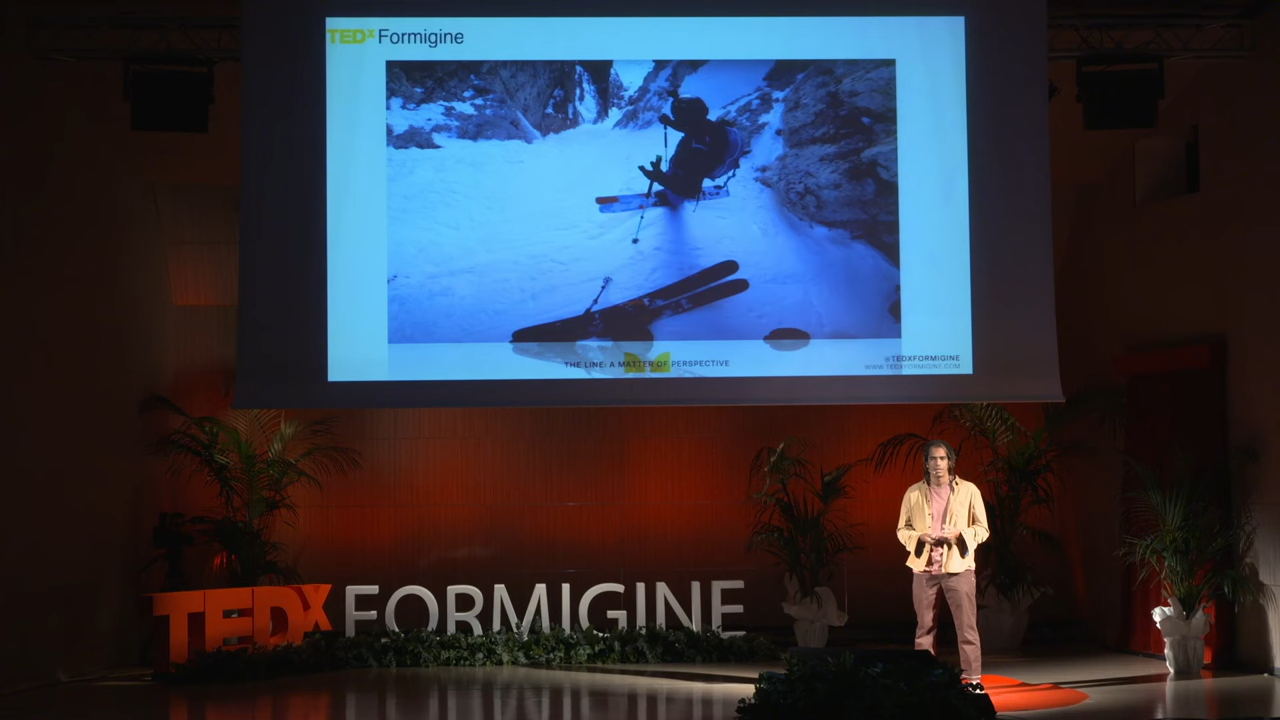 TEDx Formigine
THE LINE: A MATTER OF PERSPECTIVE
@TEDXFORMIGINE
WWW.TEDXFORMIGINE.COM
TEDx FORMIGINE